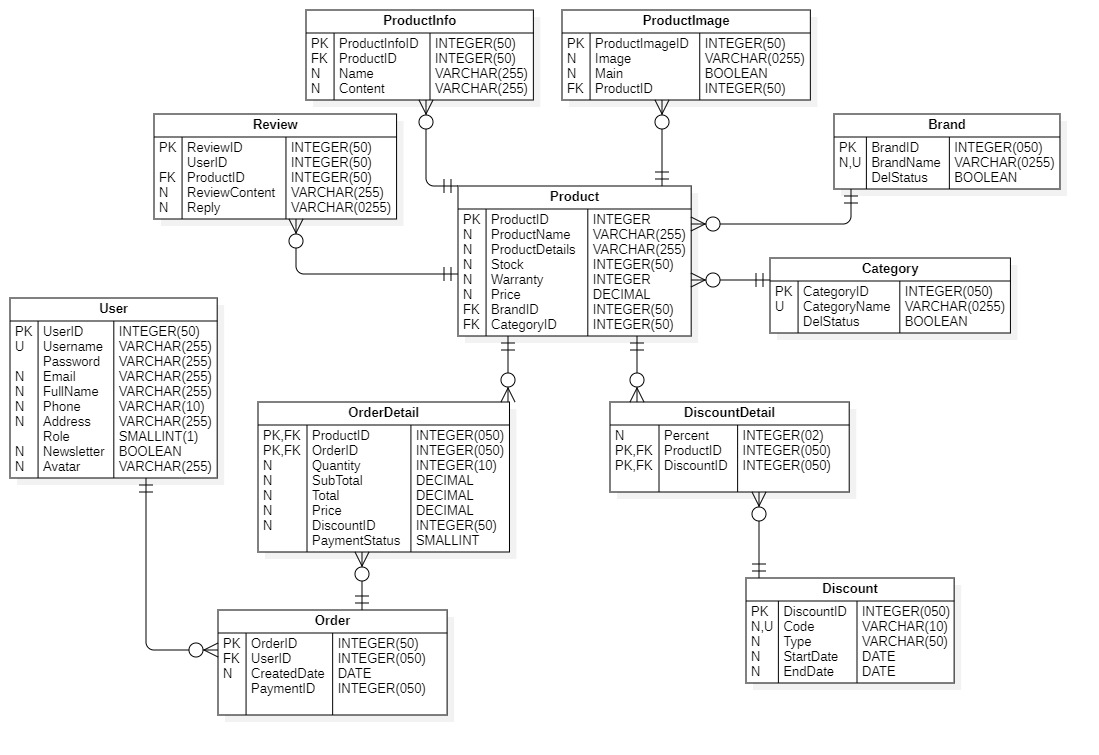 ProductInfo
PK ProductInfoID INTEGER(50)
FK ProductID INTEGER(50)
N Name VARCHAR(255)
N Content VARCHAR(255)
ProductImage
PK ProductImageID INTEGER(50)
N Image VARCHAR(0255)
N Main BOOLEAN
FK ProductID INTEGER(50)
Review
PK ReviewID INTEGER(50)
UserID INTEGER(50)
FK ProductID INTEGER(50)
N ReviewContent VARCHAR(255)
N Reply VARCHAR(0255)
Brand
PK BrandID INTEGER(050)
N,U BrandName VARCHAR(0255)
DelStatus BOOLEAN
Product
PK ProductID INTEGER
N ProductName VARCHAR(255)
N ProductDetails VARCHAR(255)
N Stock INTEGER(50)
N Warranty INTEGER
N Price DECIMAL
FK BrandID INTEGER(50)
FK CategoryID INTEGER(50)
Category
PK CategoryID INTEGER(050)
U CategoryName VARCHAR(0255)
DelStatus BOOLEAN
User
PK UserID INTEGER(50)
U Username VARCHAR(255)
Password VARCHAR(255)
N Email VARCHAR(255)
N FullName VARCHAR(255)
N Phone VARCHAR(10)
N Address VARCHAR(255)
Role SMALLINT(1)
N Newsletter BOOLEAN
N Avatar VARCHAR(255)
OrderDetail
PK,FK ProductID INTEGER(050)
PK,FK OrderID INTEGER(050)
N Quantity INTEGER(10)
N SubTotal DECIMAL
N Total DECIMAL
N Price DECIMAL
N DiscountID INTEGER(50)
PaymentStatus SMALLINT
DiscountDetail
N Percent INTEGER(02)
PK,FK ProductID INTEGER(050)
PK,FK DiscountID INTEGER(050)
Discount
PK DiscountID INTEGER(050)
N,U Code VARCHAR(10)
N Type VARCHAR(50)
N StartDate DATE
N EndDate DATE
Order
PK OrderID INTEGER(50)
FK UserID INTEGER(050)
N CreatedDate DATE
PaymentID INTEGER(050)